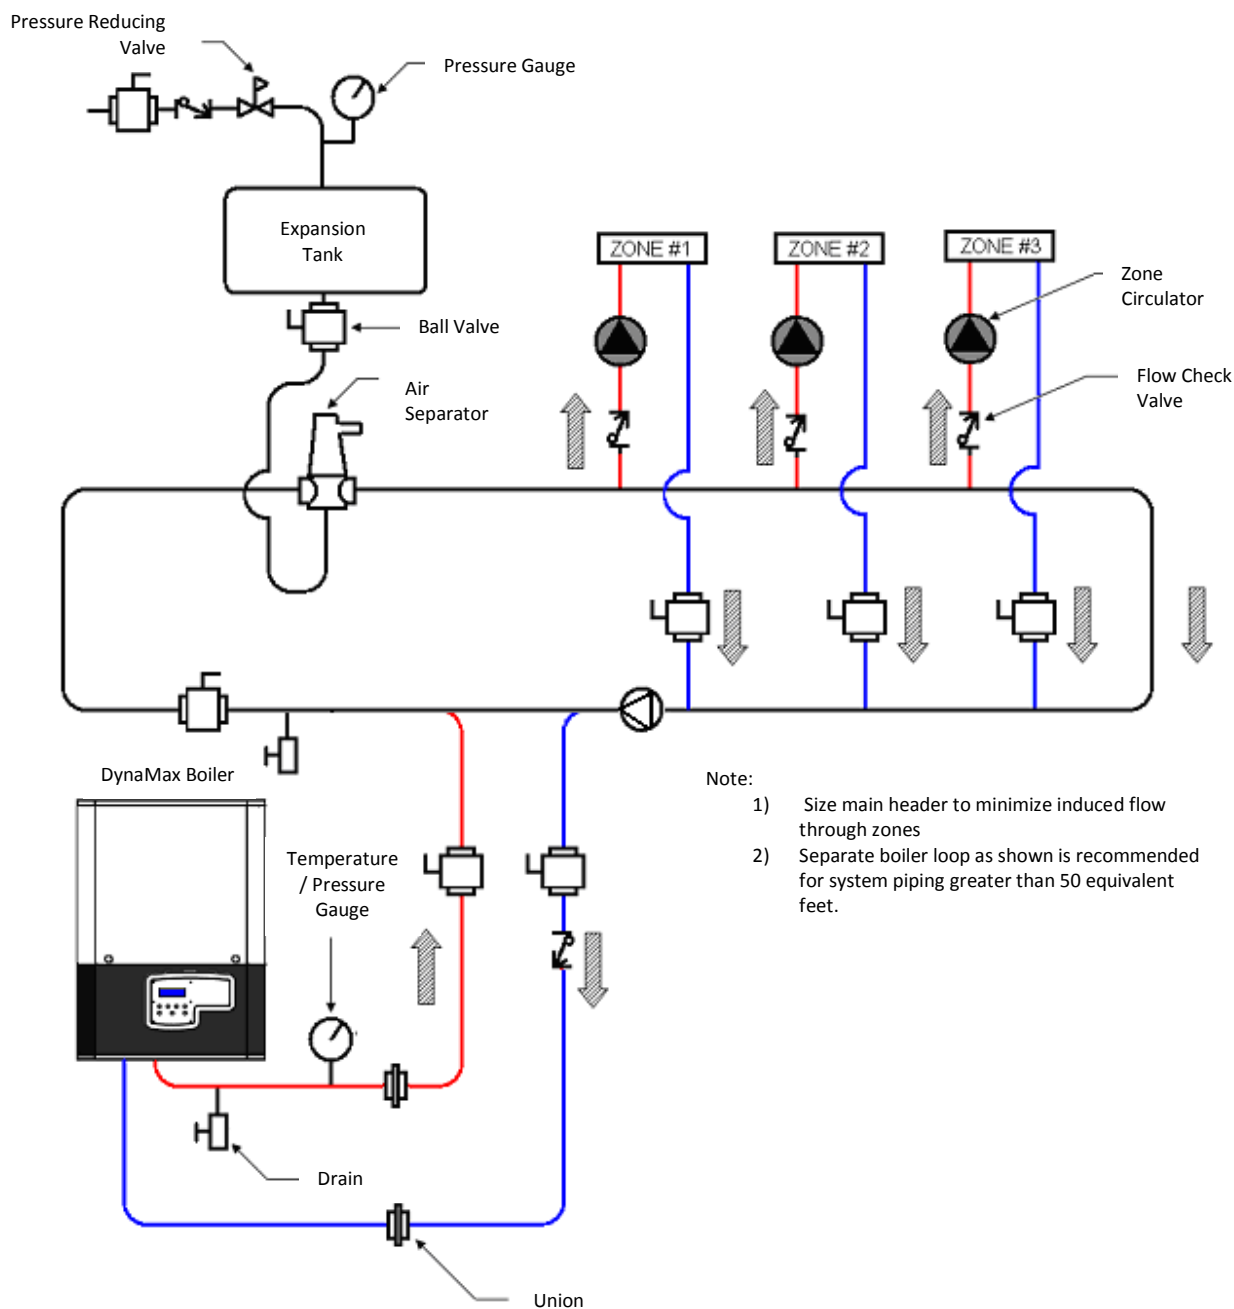 Pressure Reducing
Valve
Pressure Gauge
Expansion
Tank
ZONE #1
ZONE #2
ZONE #3
Zone
Circulator
Ball Valve
Air
Separator
Flow Check
Valve
DynaMax Boiler
Temperature
/ Pressure
Gauge
Note:
1) Size main header to minimize induced flow
through zones
2) Separate boiler loop as shown is recommended
for system piping greater than 50 equivalent
feet.
Drain
Union